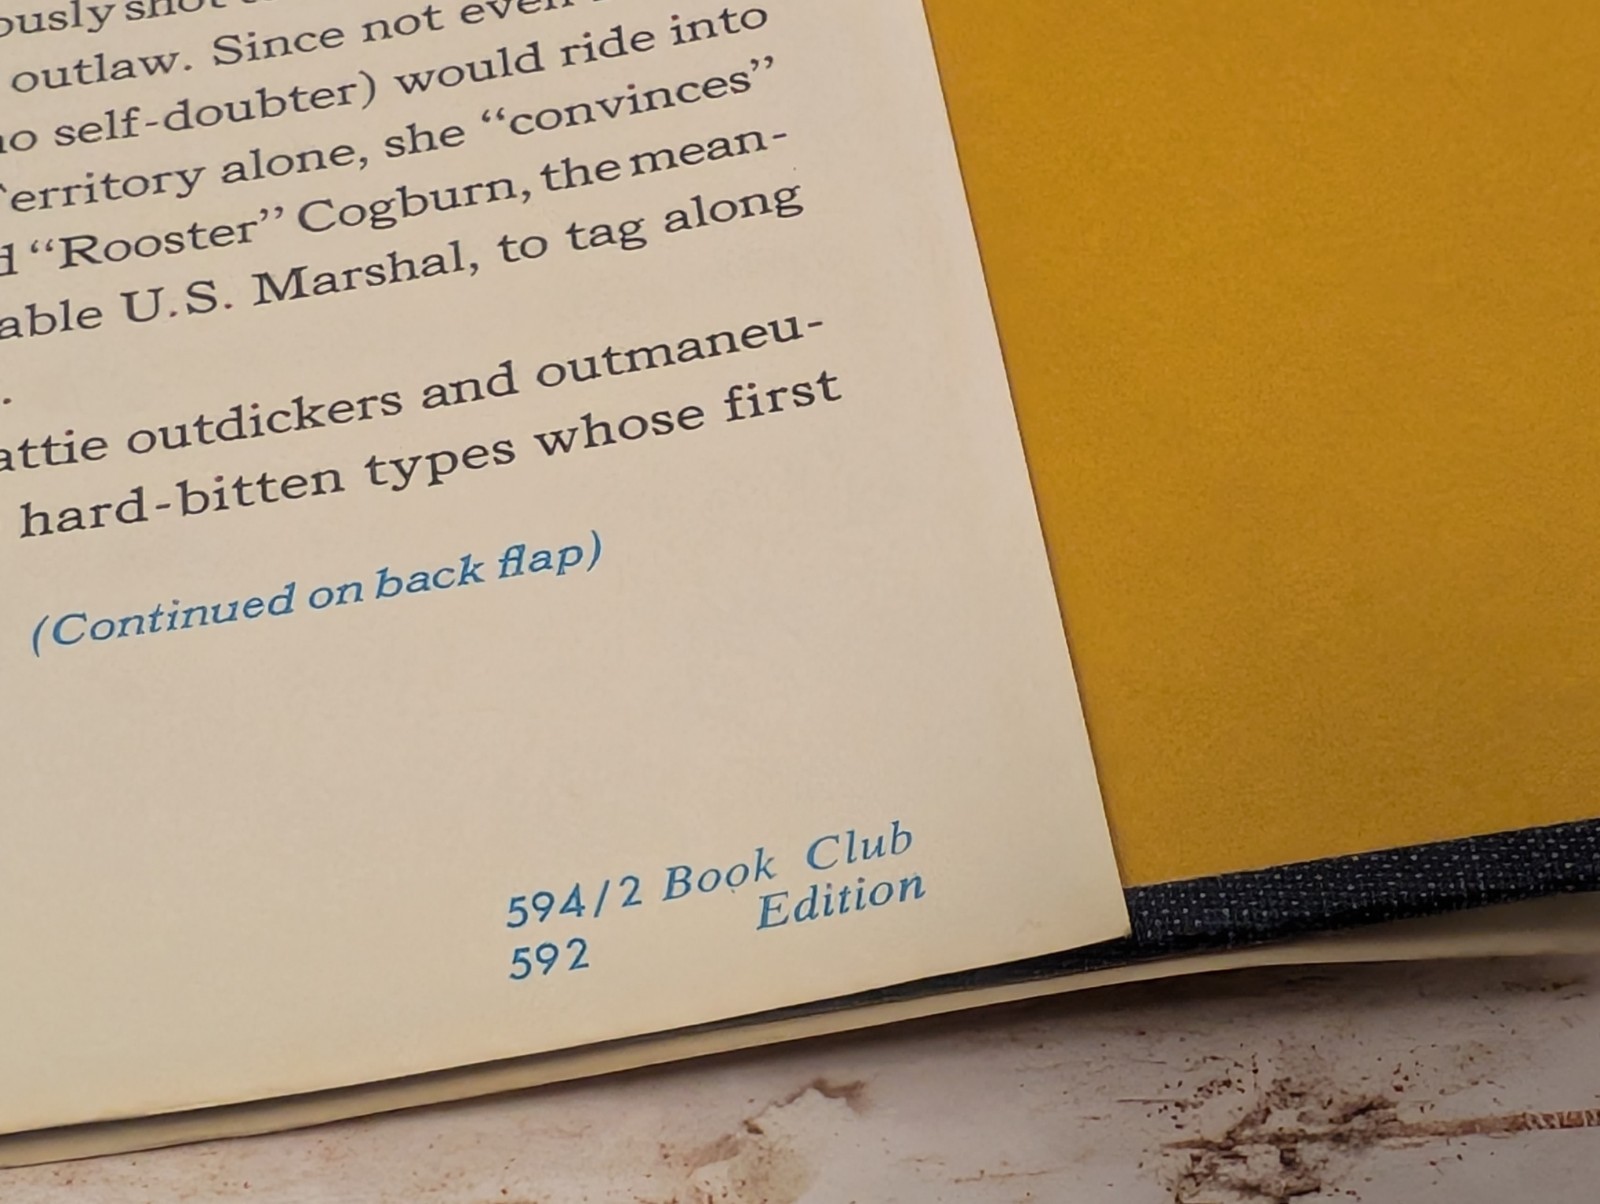 outlaw. Since not even
self-doubter) would ride into
alone, she “convinces”
“Rooster” Cogburn, the mean-
able U.S. Marshal, to tag along
.
outdickers and outmaneu-
hard-bitten types whose first
(Continued on back flap)
594/2 Book Club
592 Edition